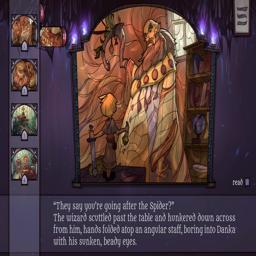 read
"They say you're going after the Spider?"
The wizard scuttled past the table and hunkered down across
from him, hands folded atop an angular staff, boring into Danka
with his sunken, beady eyes.